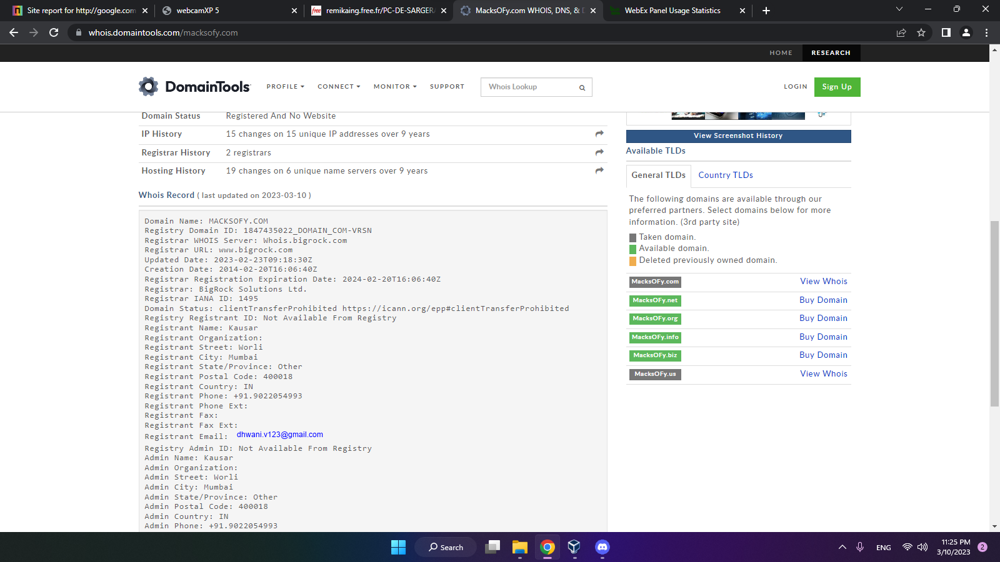 Site report for http://google.com
webcamXP 5
free remikaing.free.fr/PC-DE-SARGER
MacksOFy.com WHOIS, DNS, &
WebEx Panel Usage Statistics
whois.domaintools.com/macksofy.com
HOME RESEARCH
DomainTools PROFILE CONNECT MONITOR SUPPORT Whois Lookup LOGIN Sign Up
Domain Status Registered And No Website
IP History 15 changes on 15 unique IP addresses over 9 years
Registrar History 2 registrars
Hosting History 19 changes on 6 unique name servers over 9 years
Whois Record ( last updated on 2023-03-10 )
Domain Name: MACKSOFY.COM
Registry Domain ID: 1847435022_DOMAIN_COM-VRSN
Registrar WHOIS Server: Whois.bigrock.com
Registrar URL: www.bigrock.com
Updated Date: 2023-02-23T09:18:30Z
Creation Date: 2014-02-20T16:06:40Z
Registrar Registration Expiration Date: 2024-02-20T16:06:40Z
Registrar: BigRock Solutions Ltd.
Registrar IANA ID: 1495
Domain Status: clientTransferProhibited https://icann.org/epp#clientTransferProhibited
Registry Registrant ID: Not Available From Registry
Registrant Name: Kausar
Registrant Organization:
Registrant Street: Worli
Registrant City: Mumbai
Registrant State/Province: Other
Registrant Postal Code: 400018
Registrant Country: IN
Registrant Phone: +91.9022054993
Registrant Phone Ext:
Registrant Fax:
Registrant Fax Ext:
Registrant Email: dhwani.v123@gmail.com
Registry Admin ID: Not Available From Registry
Admin Name: Kausar
Admin Organization:
Admin Street: Worli
Admin City: Mumbai
Admin State/Province: Other
Admin Postal Code: 400018
Admin Country: IN
Admin Phone: +91.9022054993
View Screenshot History
Available TLDs
General TLDs Country TLDs
The following domains are available through our
preferred partners. Select domains below for more
information. (3rd party site)
Taken domain.
Available domain.
Deleted previously owned domain.
MacksOFy.com View Whois
MacksOFy.net Buy Domain
MacksOFy.org Buy Domain
MacksOFy.info Buy Domain
MacksOFy.biz Buy Domain
MacksOFy.us View Whois
Search
ENG
11:25 PM
3/10/2023
2